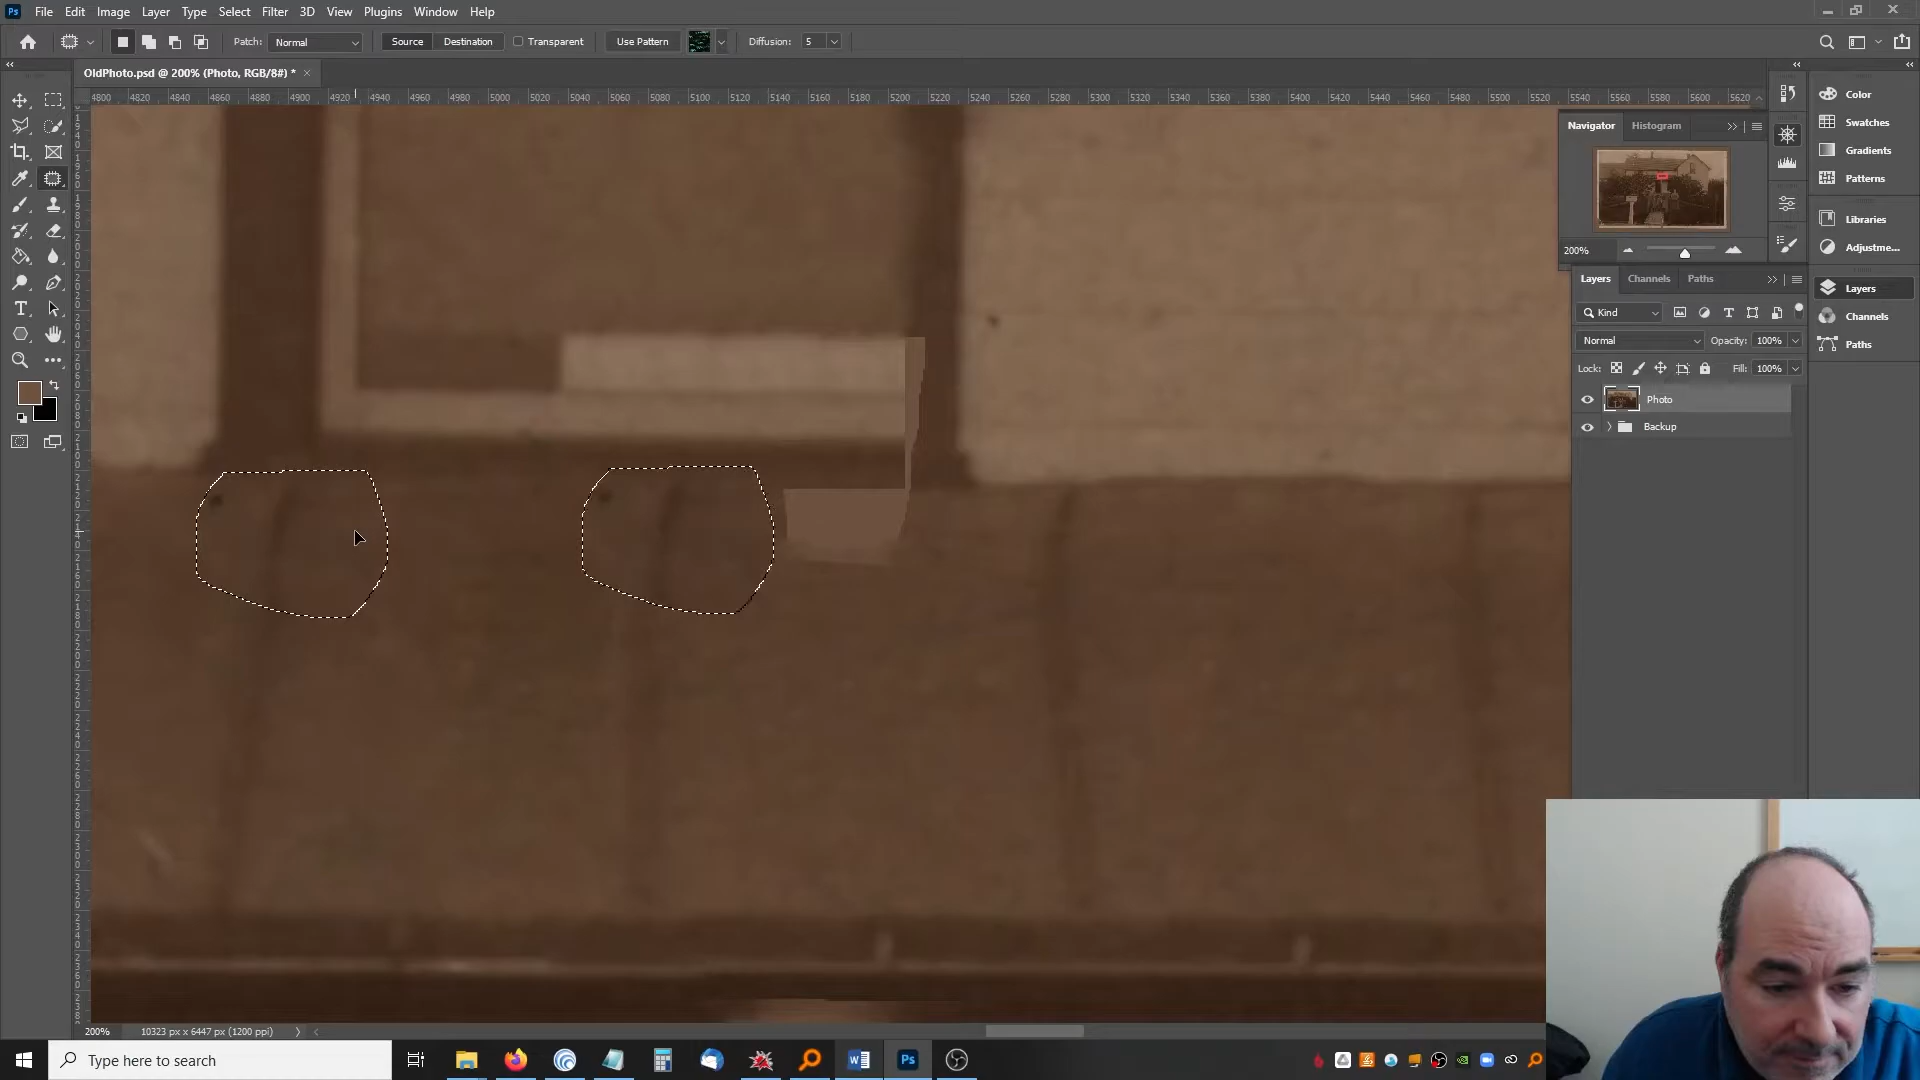 Ps File Edit Image Layer Type Select Filter 3D View Plugins Window Help
Patch: Normal Source Destination Transparent Use Pattern Diffusion: 5
OldPhoto.psd @ 200% (Photo, RGB/8#) * ×
4800 4820 4840 4860 4880 4900 4920 4940 4960 4980 5000 5020 5040 5060 5080 5100 5120 5140 5160 5180 5200 5220 5240 5260 5280 5300 5320 5340 5360 5380 5400 5420 5440 5460 5480 5500 5520 5540 5560 5580 5600 5620
Navigator Histogram
200%
Layers Channels Paths
Kind
Normal Opacity: 100%
Lock: Fill: 100%
Photo
Backup
Color
Swatches
Gradients
Patterns
Libraries
Adjustme...
Layers
Channels
Paths
200% 10323 px x 6447 px (1200 ppi)
Type here to search
W Ps